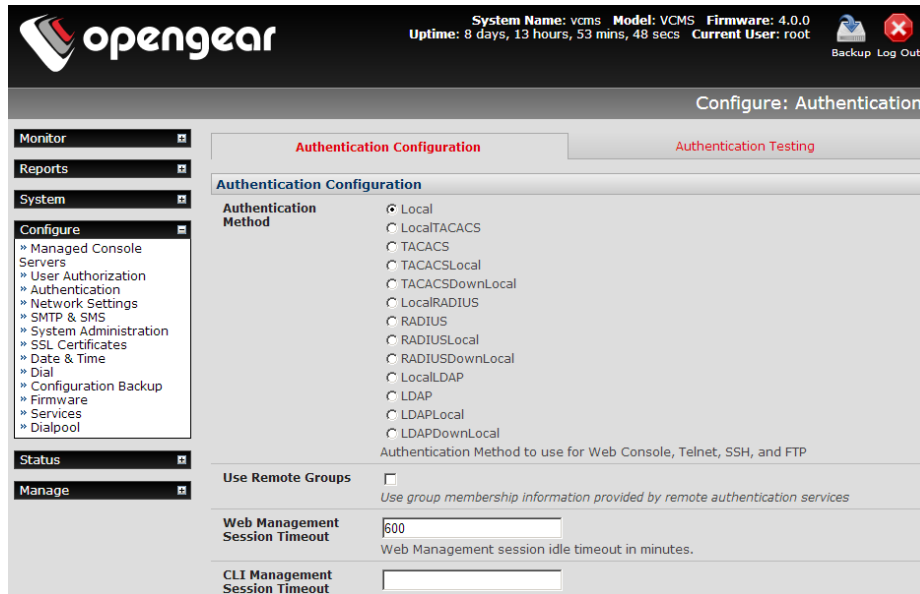 opengear
System Name: vcms Model: VCMS Firmware: 4.0.0
Uptime: 8 days, 13 hours, 53 mins, 48 secs Current User: root
Backup Log Out
Configure: Authentication
Monitor
Reports
System
Configure
» Managed Console
Servers
» User Authorization
» Authentication
» Network Settings
» SMTP & SMS
» System Administration
» SSL Certificates
» Date & Time
» Dial
» Configuration Backup
» Firmware
» Services
» Dialpool
Status
Manage
Authentication Configuration
Authentication Testing
Authentication Configuration
Authentication
Method
Local
LocalTACACS
TACACS
TACACSLocal
TACACSDownLocal
LocalRADIUS
RADIUS
RADIUSLocal
RADIUSDownLocal
LocalLDAP
LDAP
LDAPLocal
LDAPDownLocal
Authentication Method to use for Web Console, Telnet, SSH, and FTP
Use Remote Groups
Use group membership information provided by remote authentication services
Web Management
Session Timeout
600
Web Management session idle timeout in minutes.
CLI Management
Session Timeout